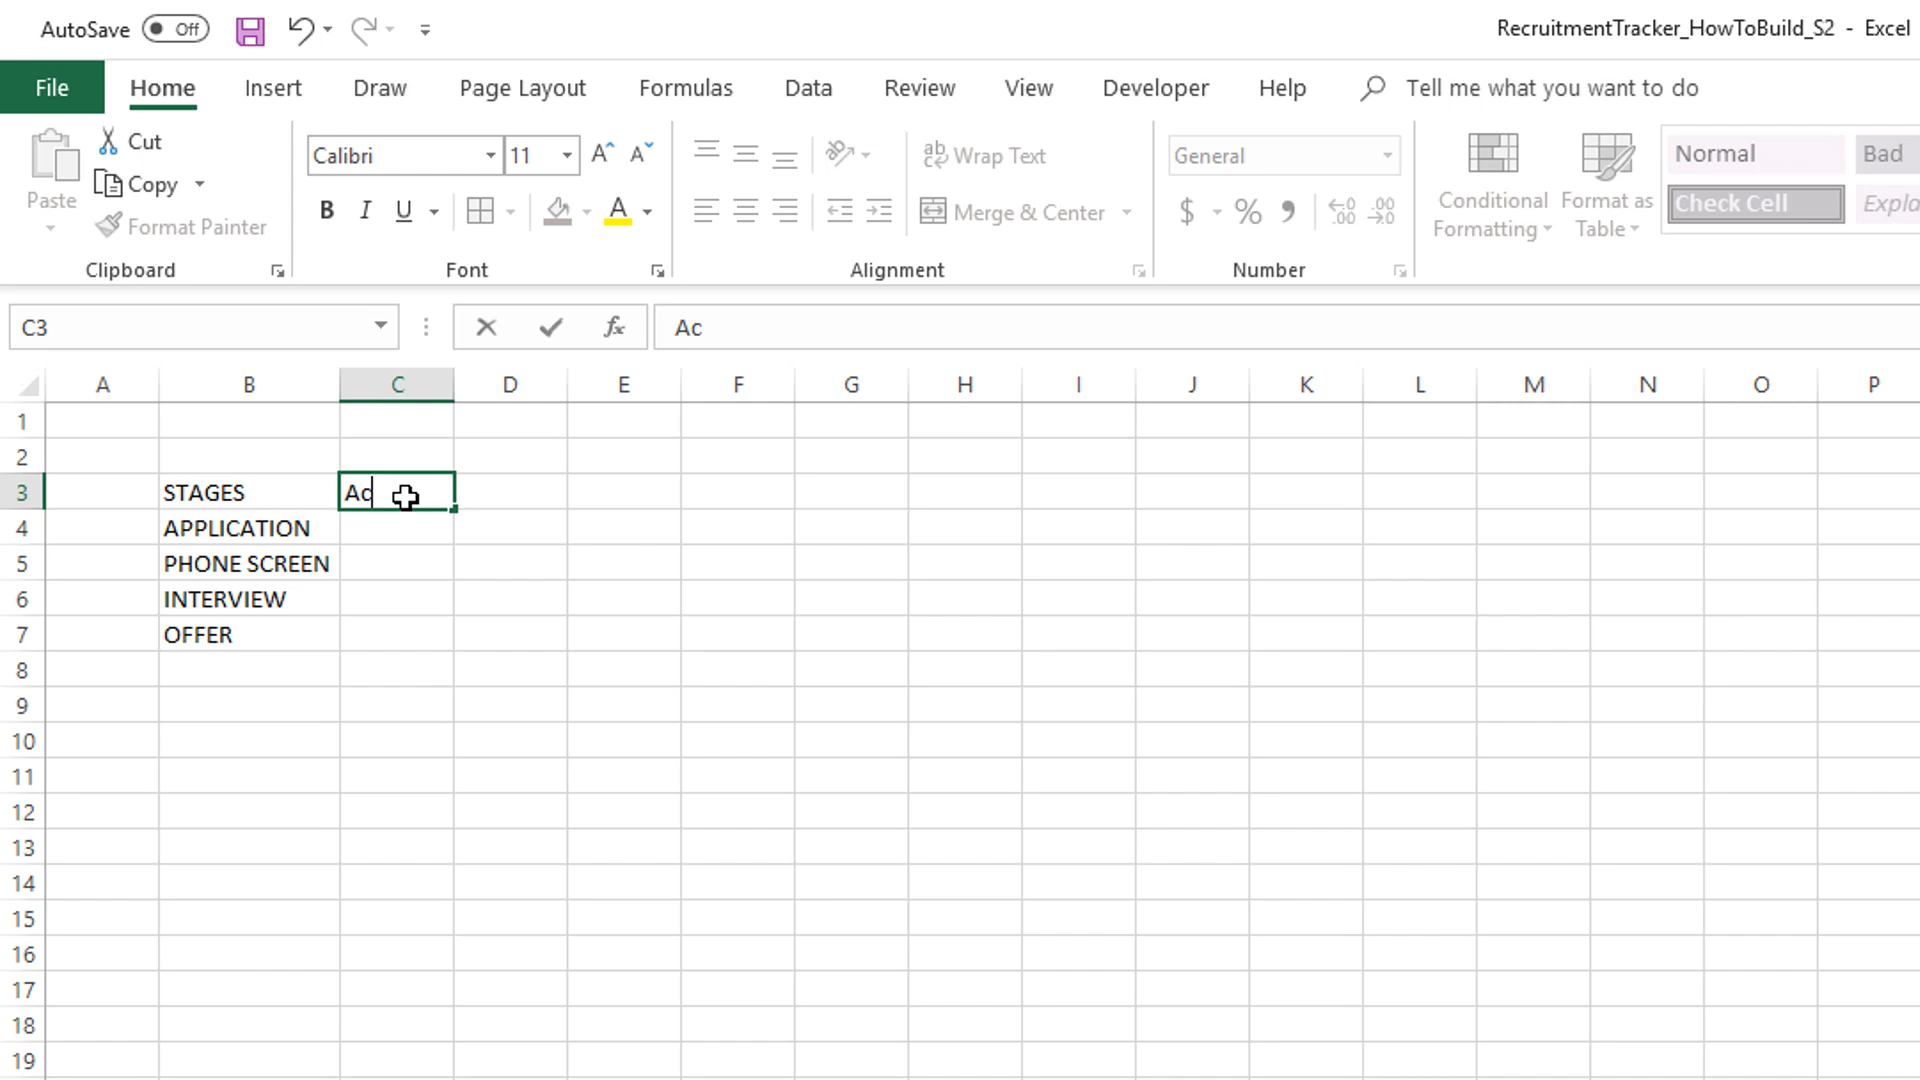 AutoSave Off RecruitmentTracker_HowToBuild_S2 - Excel
File Home Insert Draw Page Layout Formulas Data Review View Developer Help Tell me what you want to do
Paste Cut Calibri 11 Wrap Text General Conditional Formatting Format as Table Normal Bad
Copy B I U A Merge & Center $ % Check Cell
Format Painter
Clipboard Font Alignment Number
C3 fx Ac
A B C D E F G H I J K L M N O P
1
2
3 STAGES Ac
4 APPLICATION
5 PHONE SCREEN
6 INTERVIEW
7 OFFER
8
9
10
11
12
13
14
15
16
17
18
19